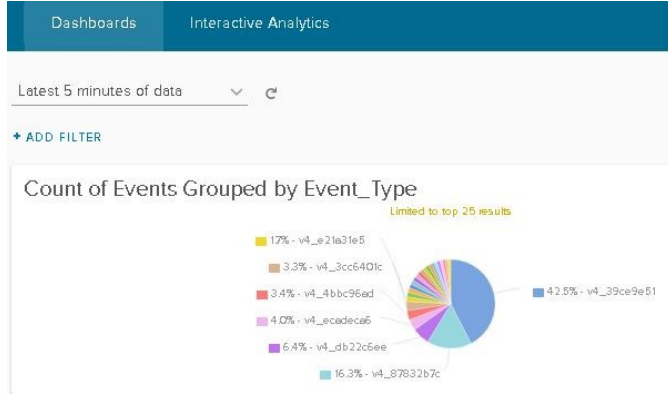 Dashboards Interactive Analytics
Latest 5 minutes of data
+ ADD FILTER
Count of Events Grouped by Event_Type
Limited to top 25 results
1.7% - v4_e21a31e5
3.3% - v4_3cc6401c
42.5% - v4_39ce9e51
3.4% - v4_4bbc96ad
4.0% - v4_ecadeca6
6.4% - v4_db22c6ee
16.3% - v4_87832b7c